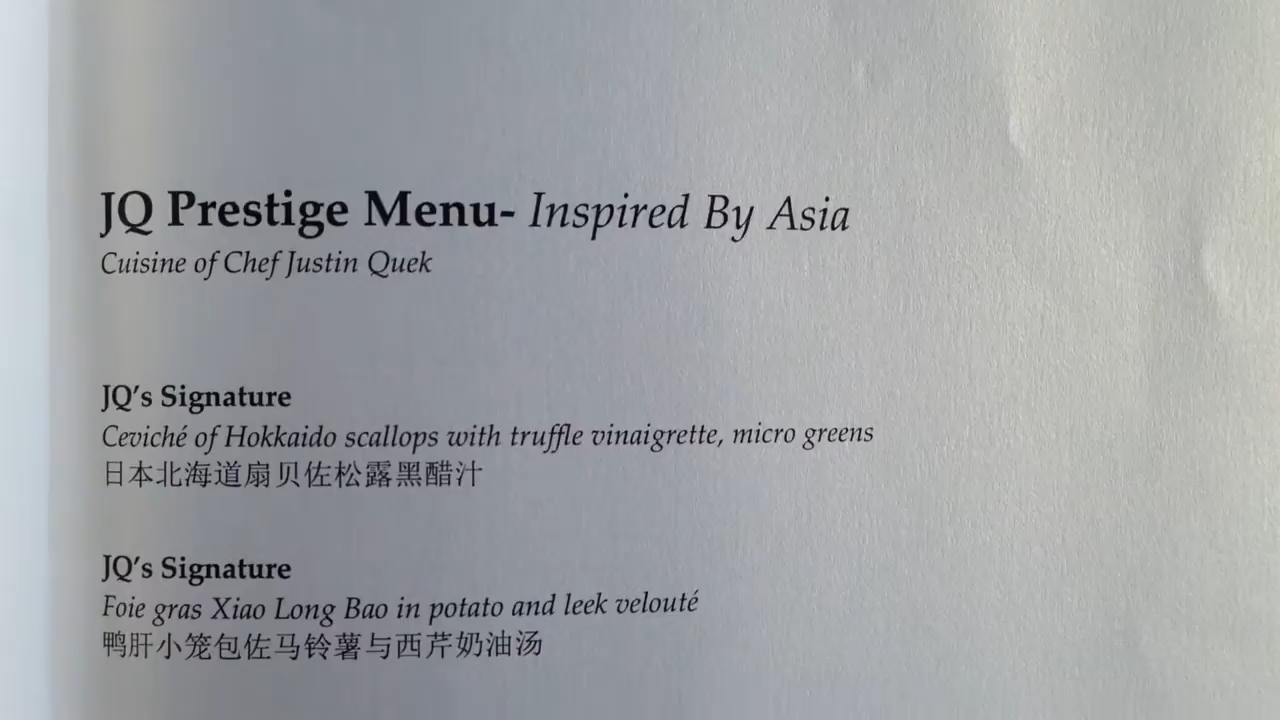 JQ Prestige Menu- Inspired By Asia
Cuisine of Chef Justin Quek
JQ's Signature
Ceviché of Hokkaido scallops with truffle vinaigrette, micro greens
日本北海道扇贝佐松露黑醋汁
JQ's Signature
Foie gras Xiao Long Bao in potato and leek velouté
鸭肝小笼包佐马铃薯与西芹奶油汤